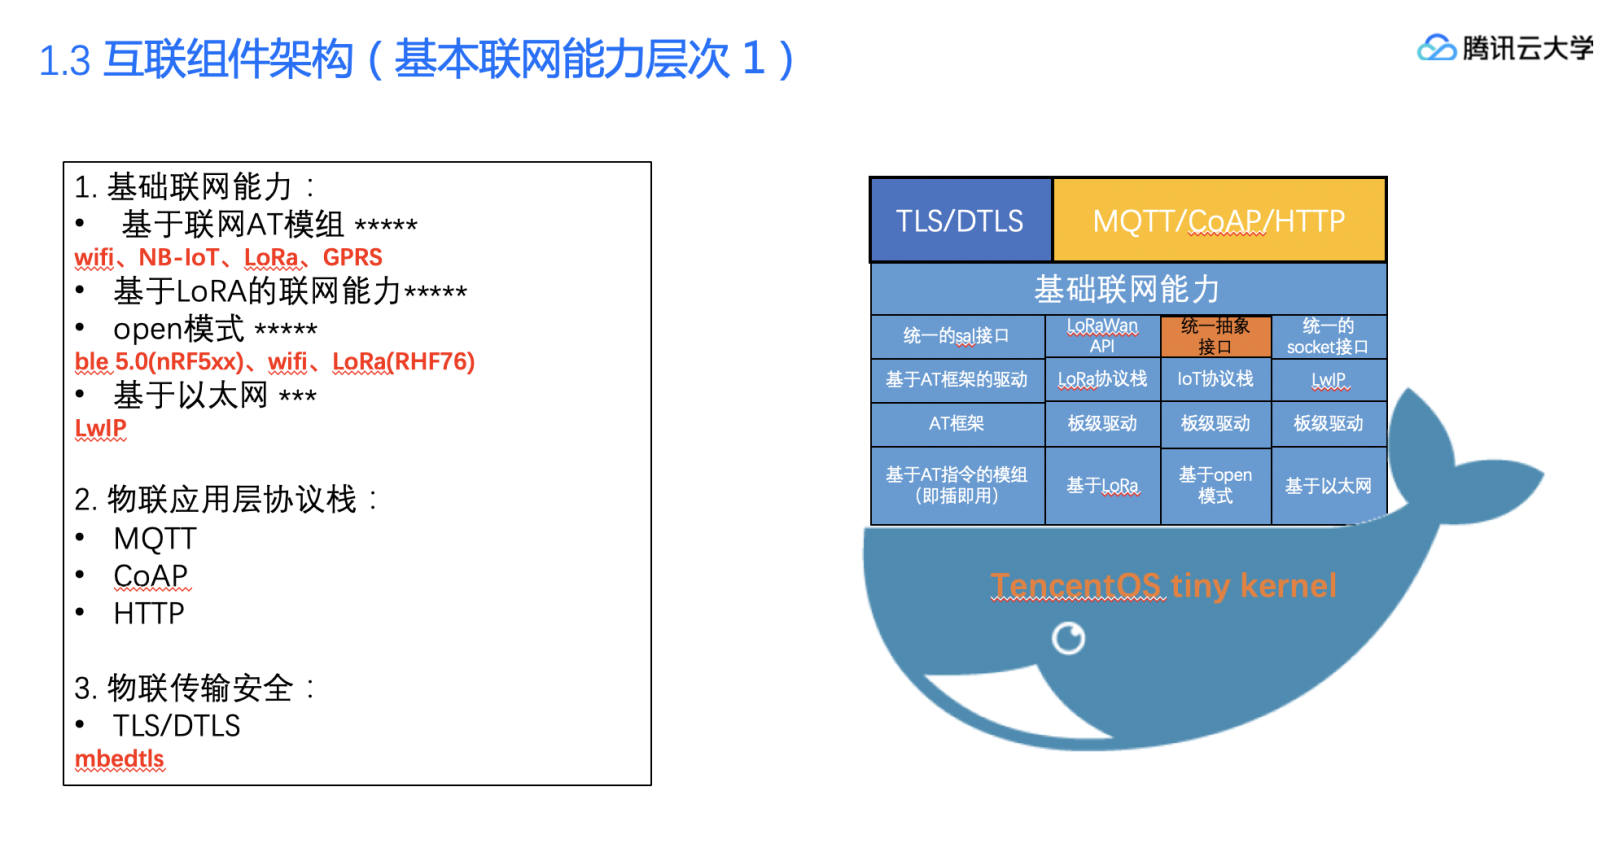 1.3 互联组件架构（基本联网能力层次 1）
腾讯云大学
1. 基础联网能力：
• 基于联网AT模组 *****
wifi、NB-IoT、LoRa、GPRS
• 基于LoRA的联网能力*****
• open模式 *****
ble 5.0(nRF5xx)、wifi、LoRa(RHF76)
• 基于以太网 ***
LwIP
2. 物联应用层协议栈：
• MQTT
• CoAP
• HTTP
3. 物联传输安全：
• TLS/DTLS
mbedtls
TLS/DTLS
MQTT/CoAP/HTTP
基础联网能力
统一的sal接口
LoRaWan
API
统一抽象
接口
统一的
socket接口
基于AT框架的驱动
LoRa协议栈
IoT协议栈
LwIP
AT框架
板级驱动
板级驱动
板级驱动
基于AT指令的模组
（即插即用）
基于LoRa
基于open
模式
基于以太网
TencentOS tiny kernel